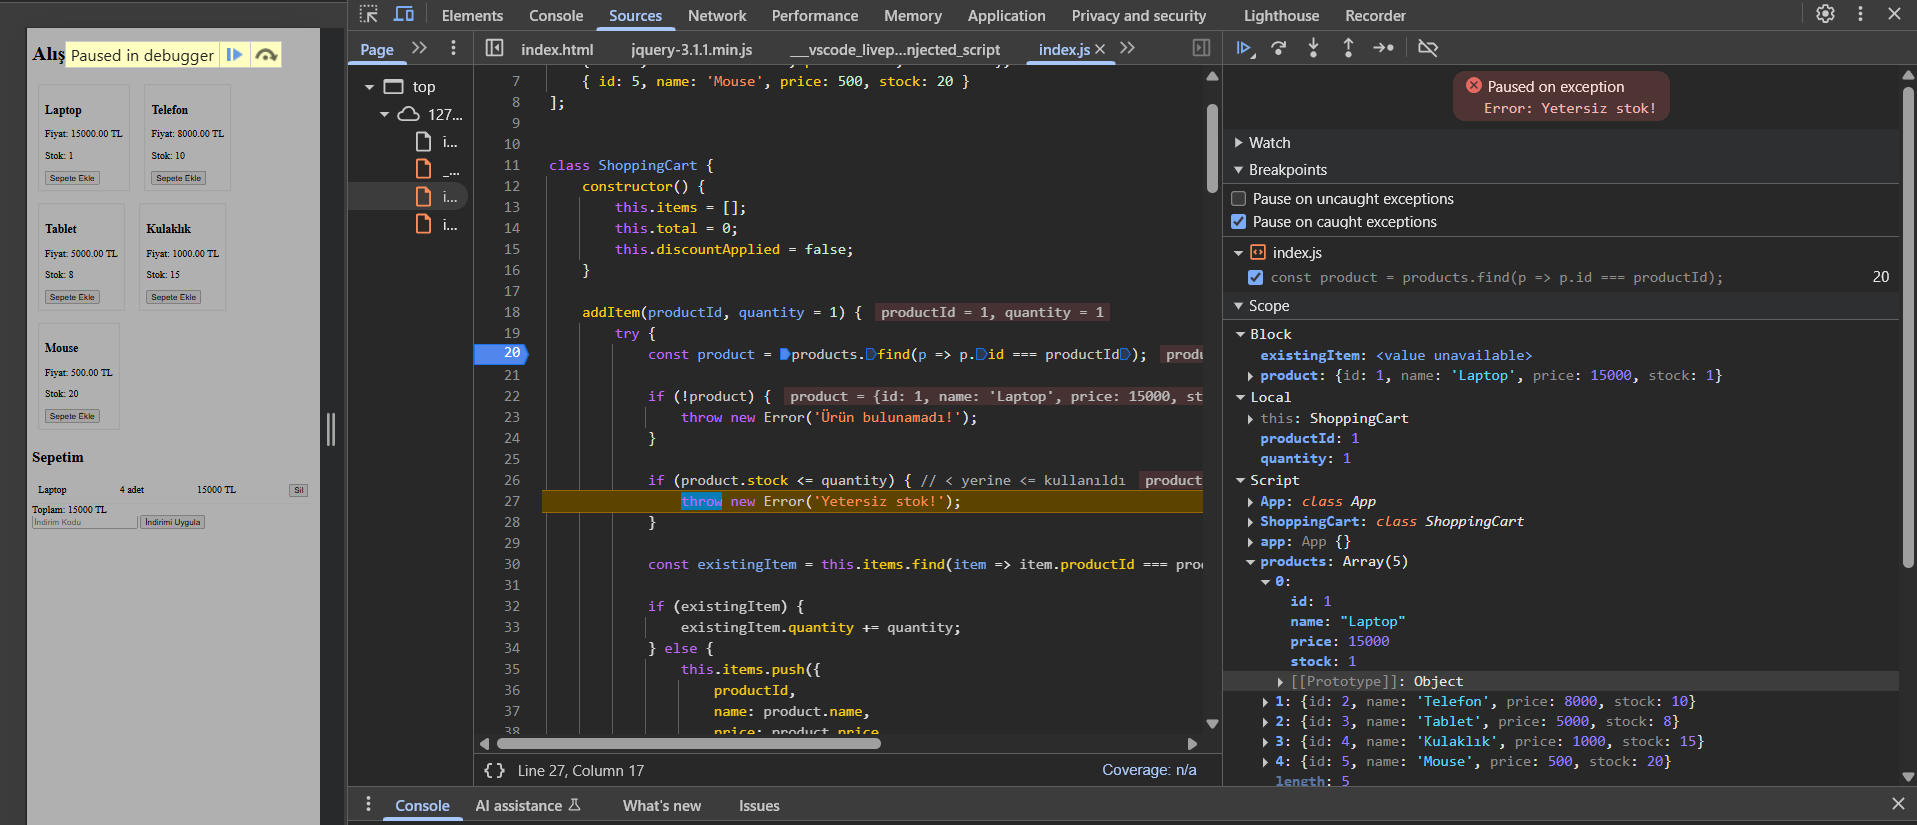 Elements Console Sources Network Performance Memory Application Privacy and security Lighthouse Recorder
Alış
Paused in debugger
Laptop
Fiyat: 15000.00 TL
Stok: 1
Sepete Ekle
Telefon
Fiyat: 8000.00 TL
Stok: 10
Sepete Ekle
Tablet
Fiyat: 5000.00 TL
Stok: 8
Sepete Ekle
Kulaklık
Fiyat: 1000.00 TL
Stok: 15
Sepete Ekle
Mouse
Fiyat: 500.00 TL
Stok: 20
Sepete Ekle
Sepetim
Laptop 4 adet 15000 TL Sil
Toplam: 15000 TL
İndirim Kodu İndirimi Uygula
Page
top
127...
i...
_...
i...
i...
index.html jquery-3.1.1.min.js ___vscode_livep...njected_script index.js
7 { id: 5, name: 'Mouse', price: 500, stock: 20 }
8 ];
9
10
11 class ShoppingCart {
12 constructor() {
13 this.items = [];
14 this.total = 0;
15 this.discountApplied = false;
16 }
17
18 addItem(productId, quantity = 1) { productId = 1, quantity = 1
19 try {
20 const product = products.find(p => p.id === productId); produ
21
22 if (!product) { product = {id: 1, name: 'Laptop', price: 15000, st
23 throw new Error('Ürün bulunamadı!');
24 }
25
26 if (product.stock <= quantity) { // < yerine <= kullanıldı product
27 throw new Error('Yetersiz stok!');
28 }
29
30 const existingItem = this.items.find(item => item.productId === prod
31
32 if (existingItem) {
33 existingItem.quantity += quantity;
34 } else {
35 this.items.push({
36 productId,
37 name: product.name,
38 price: product.price
{} Line 27, Column 17 Coverage: n/a
Paused on exception
Error: Yetersiz stok!
Watch
Breakpoints
Pause on uncaught exceptions
Pause on caught exceptions
index.js
const product = products.find(p => p.id === productId); 20
Scope
Block
existingItem: <value unavailable>
product: {id: 1, name: 'Laptop', price: 15000, stock: 1}
Local
this: ShoppingCart
productId: 1
quantity: 1
Script
App: class App
ShoppingCart: class ShoppingCart
app: App {}
products: Array(5)
0:
id: 1
name: "Laptop"
price: 15000
stock: 1
[[Prototype]]: Object
1: {id: 2, name: 'Telefon', price: 8000, stock: 10}
2: {id: 3, name: 'Tablet', price: 5000, stock: 8}
3: {id: 4, name: 'Kulaklık', price: 1000, stock: 15}
4: {id: 5, name: 'Mouse', price: 500, stock: 20}
length: 5
Console AI assistance What's new Issues